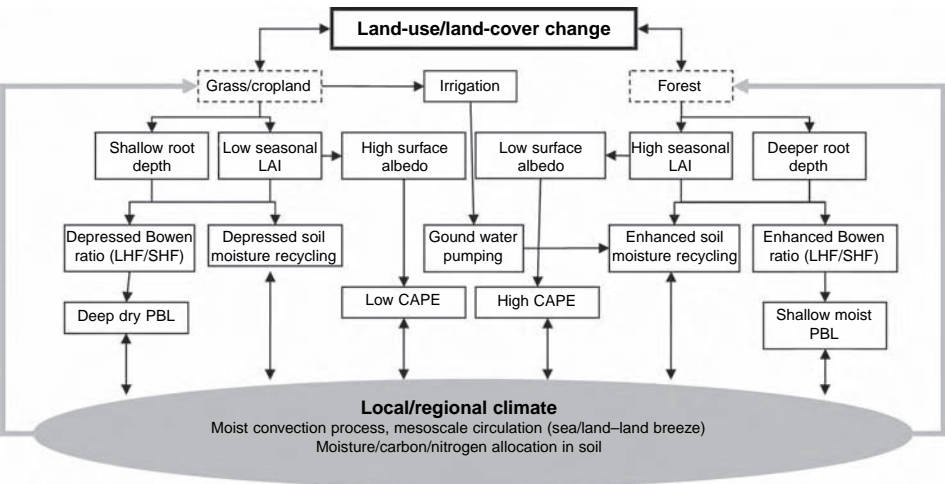 Land-use/land-cover change
Grass/cropland
Irrigation
Forest
Shallow root
depth
Low seasonal
LAI
High surface
albedo
Low surface
albedo
High seasonal
LAI
Deeper root
depth
Depressed Bowen
ratio (LHF/SHF)
Depressed soil
moisture recycling
Gound water
pumping
Enhanced soil
moisture recycling
Enhanced Bowen
ratio (LHF/SHF)
Deep dry PBL
Low CAPE
High CAPE
Shallow moist
PBL
Local/regional climate
Moist convection process, mesoscale circulation (sea/land–land breeze)
Moisture/carbon/nitrogen allocation in soil